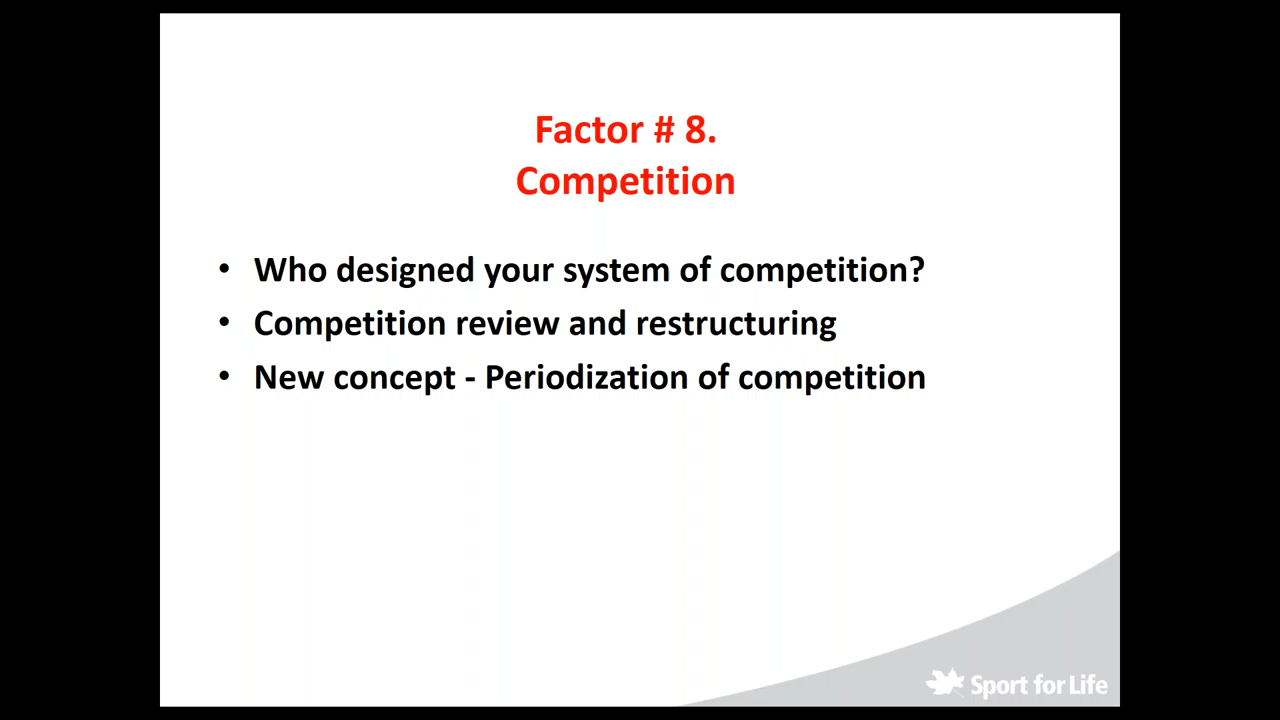 Factor # 8.
Competition
• Who designed your system of competition?
• Competition review and restructuring
• New concept - Periodization of competition
Sport for Life